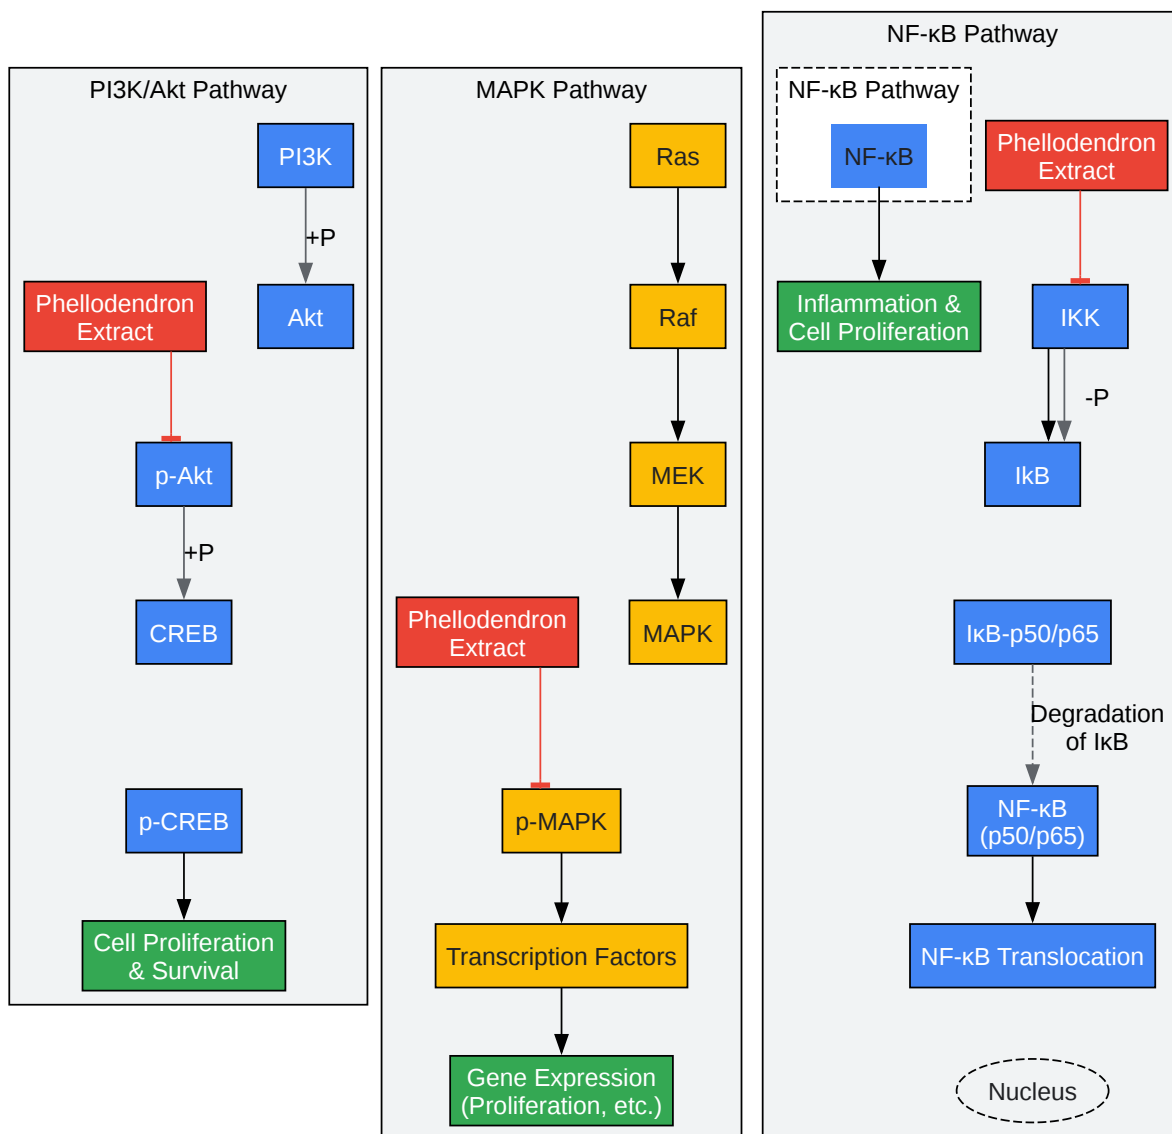 PI3K/Akt Pathway
PI3K
+P
Phellodendron
Extract
Akt
p-Akt
+P
CREB
p-CREB
Cell Proliferation
& Survival
MAPK Pathway
Ras
Raf
MEK
Phellodendron
Extract
MAPK
p-MAPK
Transcription Factors
Gene Expression
(Proliferation, etc.)
NF-κB Pathway
NF-κB Pathway
NF-κB
Phellodendron
Extract
Inflammation &
Cell Proliferation
IKK
-P
IkB
IκB-p50/p65
Degradation
of IκB
NF-κB
(p50/p65)
NF-κB Translocation
Nucleus